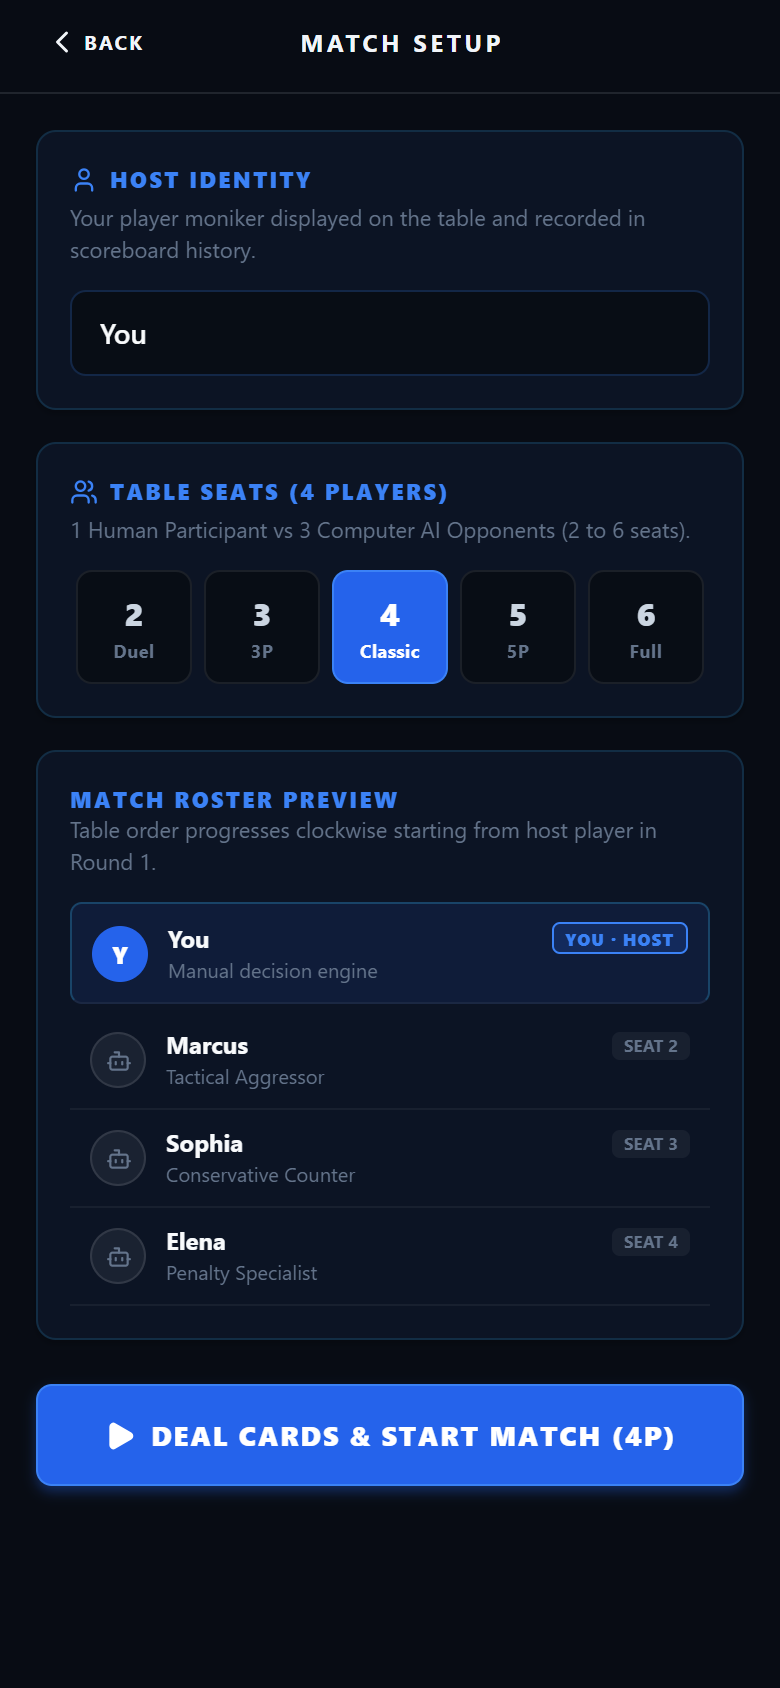 BACK
MATCH SETUP
HOST IDENTITY
Your player moniker displayed on the table and recorded in
scoreboard history.
You
TABLE SEATS (4 PLAYERS)
1 Human Participant vs 3 Computer AI Opponents (2 to 6 seats).
2
Duel
3
3P
4
Classic
5
5P
6
Full
MATCH ROSTER PREVIEW
Table order progresses clockwise starting from host player in
Round 1.
Y
You
YOU · HOST
Manual decision engine
Marcus
SEAT 2
Tactical Aggressor
Sophia
SEAT 3
Conservative Counter
Elena
SEAT 4
Penalty Specialist
DEAL CARDS & START MATCH (4P)